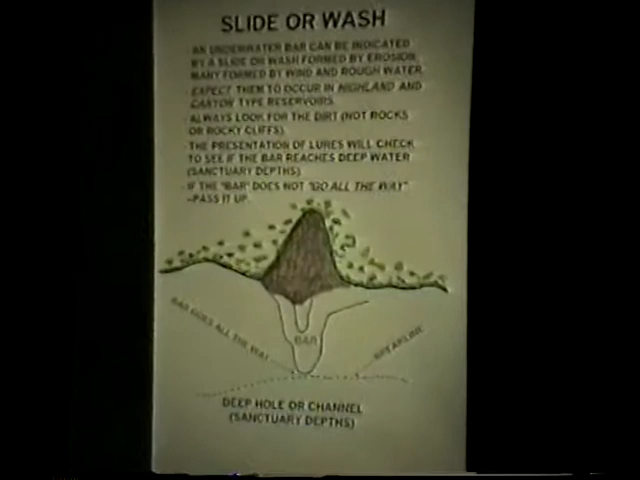 SLIDE OR WASH
- AN UNDERWATER BAR CAN BE INDICATED
BY A SLIDE OR WASH FORMED BY EROSION.
MANY FORMED BY WIND AND ROUGH WATER.
- EXPECT THEM TO OCCUR IN HIGHLAND AND
CANYON TYPE RESERVOIRS.
- ALWAYS LOOK FOR THE DIRT (NOT ROCKS
OR ROCKY CLIFFS)
- THE PRESENTATION OF LURES WILL CHECK
TO SEE IF THE BAR REACHES DEEP WATER
(SANCTUARY DEPTHS)
- IF THE "BAR" DOES NOT "GO ALL THE WAY"
-PASS IT UP.
BAR GOES ALL THE WAY
BAR
BREAKLINE
DEEP HOLE OR CHANNEL
(SANCTUARY DEPTHS)